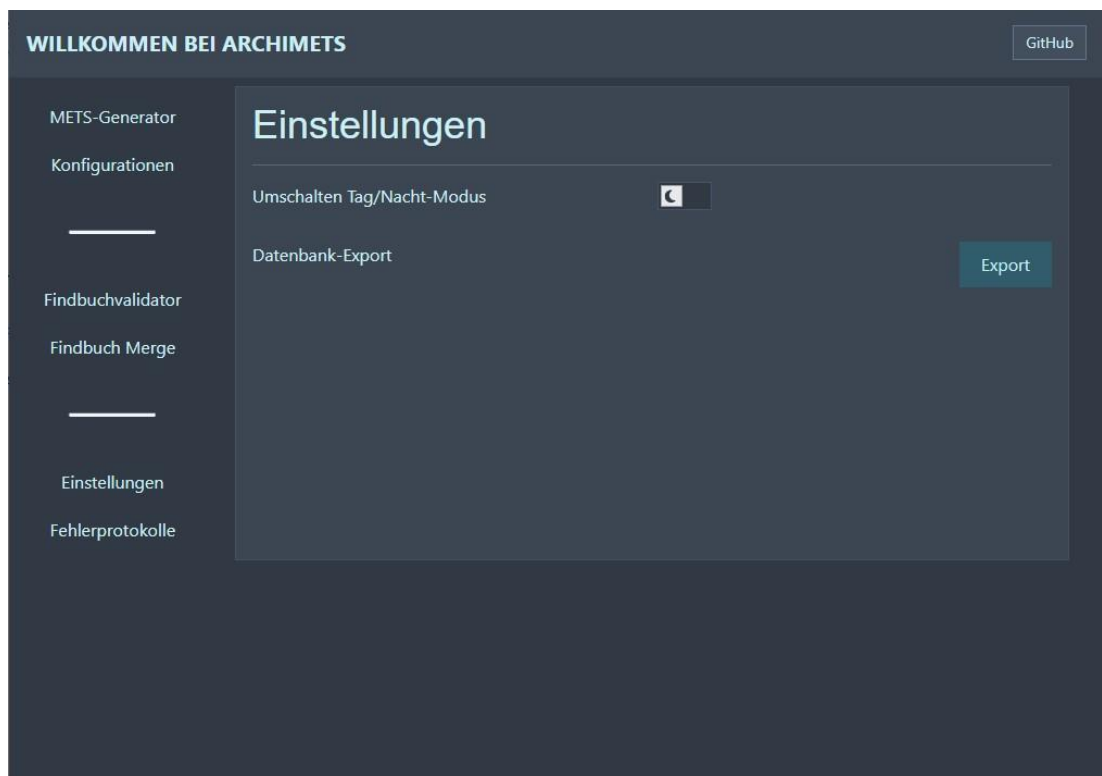 WILLKOMMEN BEI ARCHIMETS
GitHub
METS-Generator
Konfigurationen
Findbuchvalidator
Findbuch Merge
Einstellungen
Fehlerprotokolle
Einstellungen
Umschalten Tag/Nacht-Modus
Datenbank-Export
Export